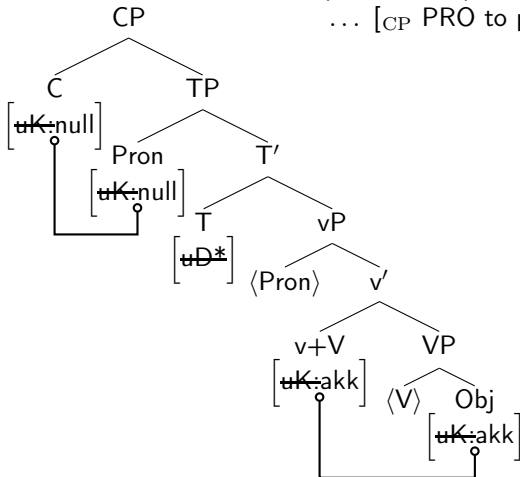 CP
… [CP PRO to
C TP
[uK:null]
Pron T′
[uK:null]
T vP
[uD*]
⟨Pron⟩ v′
v+V VP
[uK:akk]
⟨V⟩ Obj
[uK:akk]